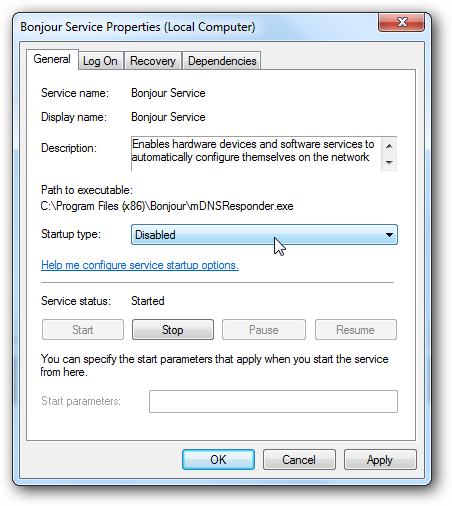 Bonjour Service Properties (Local Computer)
General Log On Recovery Dependencies
Service name: Bonjour Service
Display name: Bonjour Service
Description: Enables hardware devices and software services to
automatically configure themselves on the network
Path to executable:
C:\Program Files (x86)\Bonjour\mDNSResponder.exe
Startup type: Disabled
Help me configure service startup options.
Service status: Started
Start Stop Pause Resume
You can specify the start parameters that apply when you start the service
from here.
Start parameters:
OK Cancel Apply